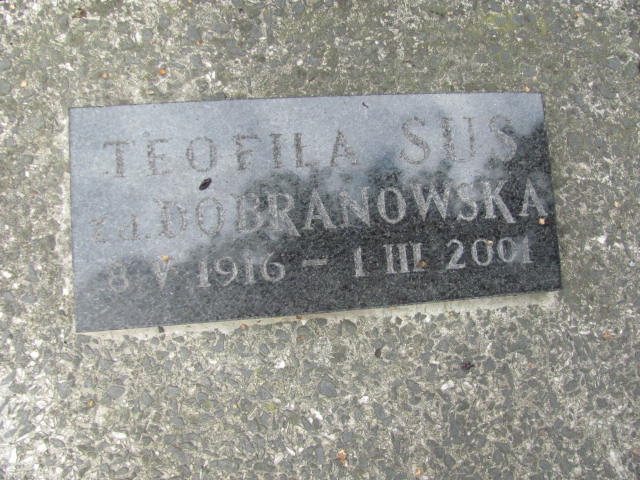 TEOFILA SUS
z d. DOBRANOWSKA
8 V 1916 - 1 III 2001